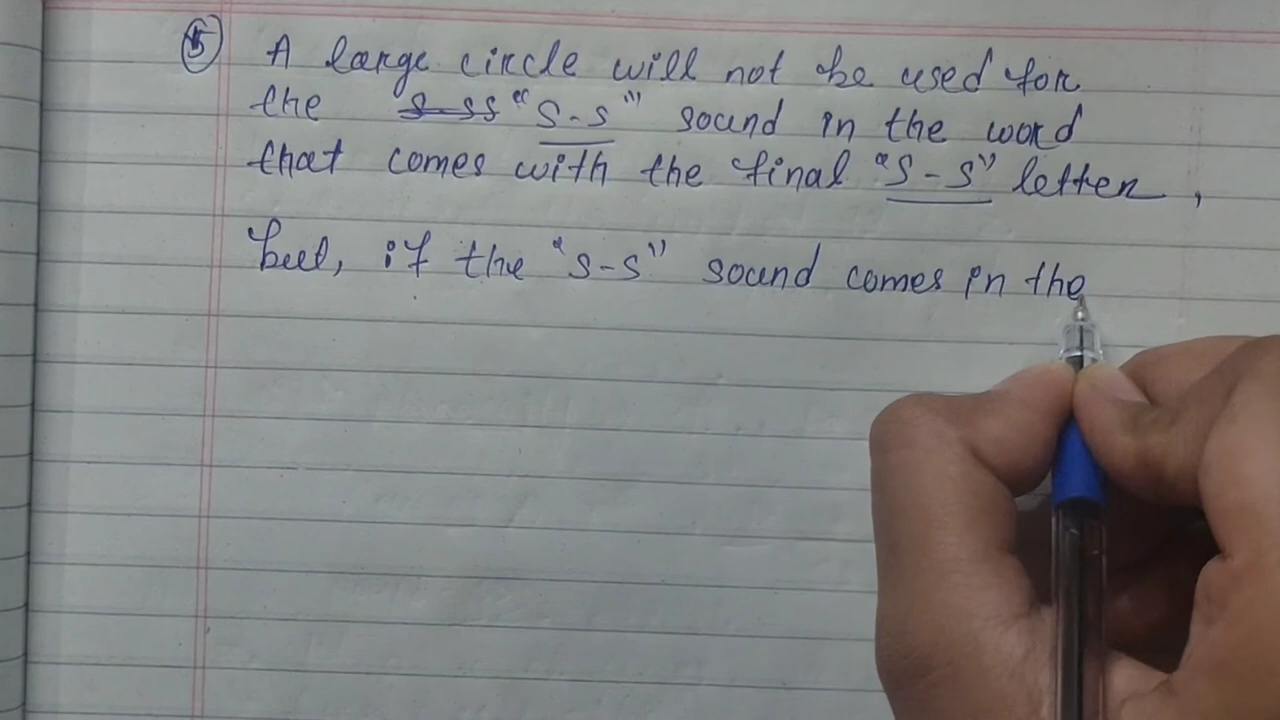 ⑤ A large circle will not be used for
the s-ss "S-s" sound in the word
that comes with the final "S-s" letter,
but, if the "s-s" sound comes in the